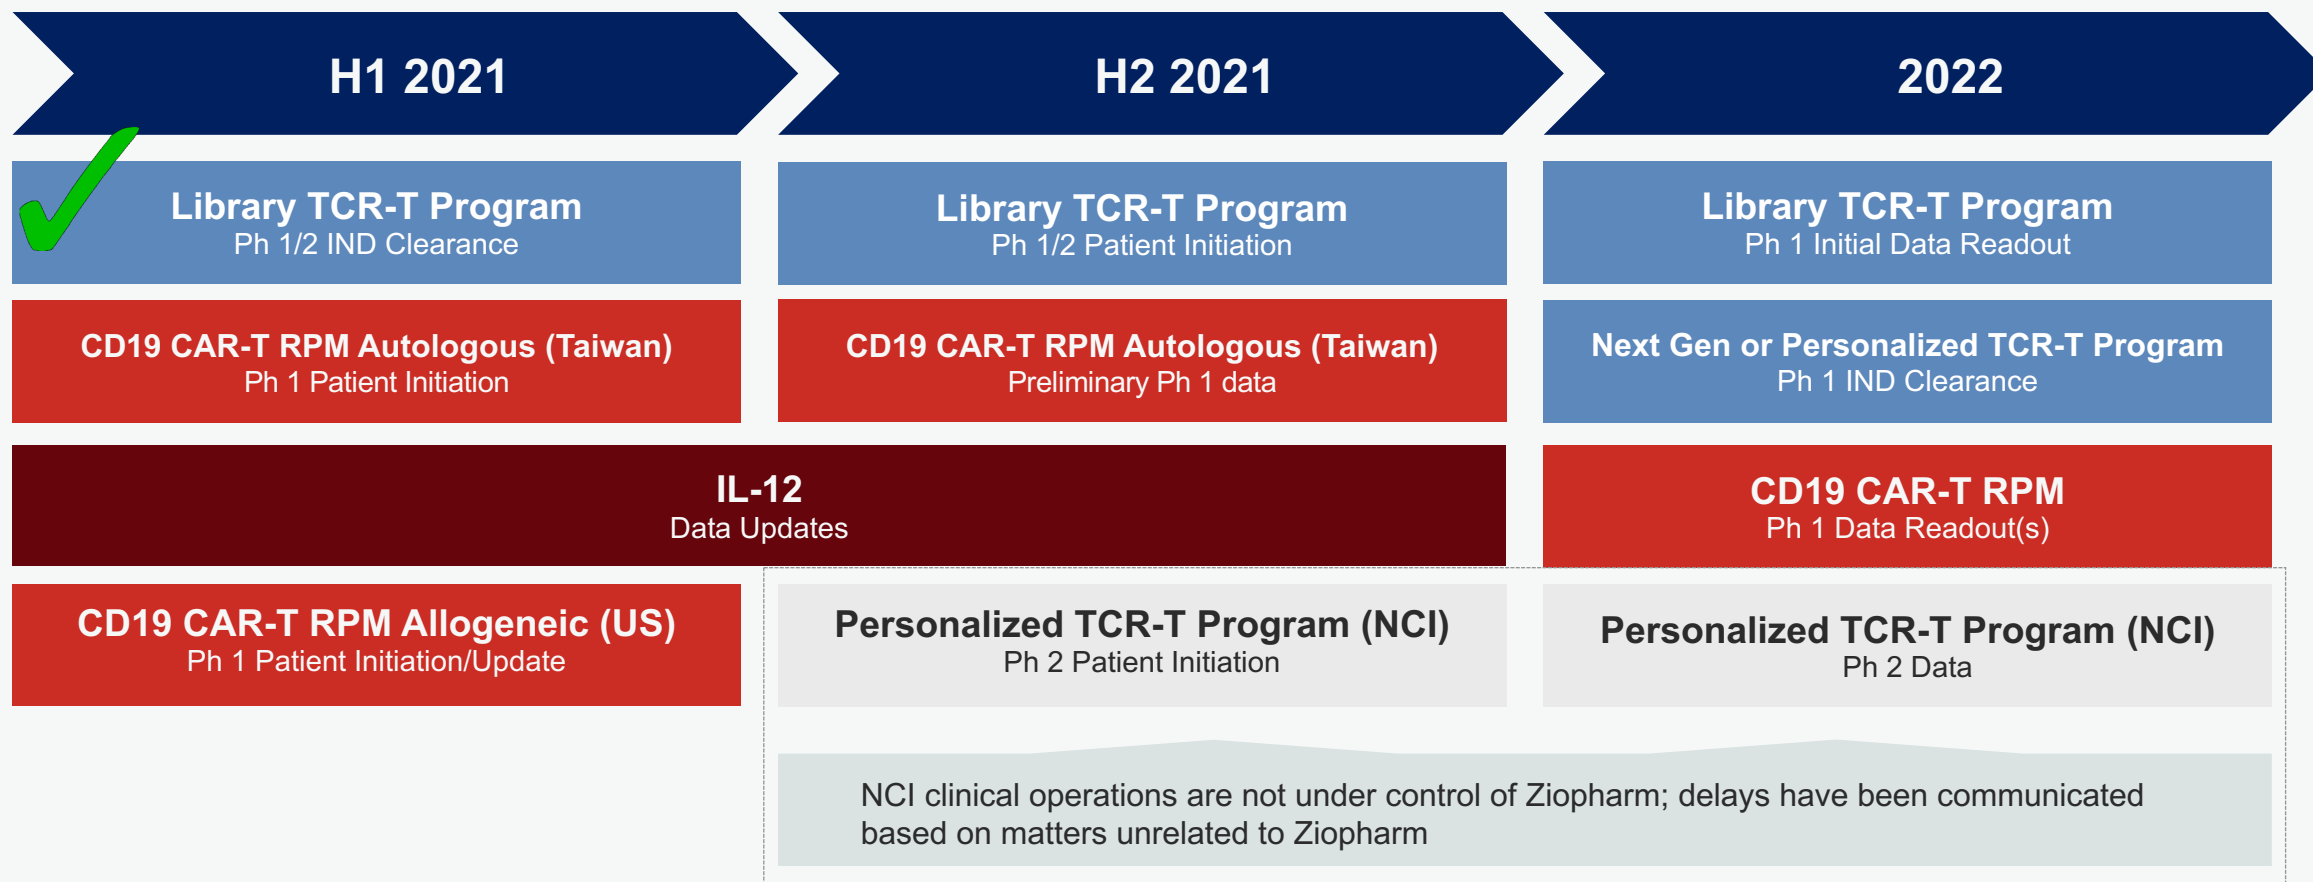 H1 2021
H2 2021
2022
Library TCR-T Program
Ph 1/2 IND Clearance
Library TCR-T Program
Ph 1/2 Patient Initiation
Library TCR-T Program
Ph 1 Initial Data Readout
CD19 CAR-T RPM Autologous (Taiwan)
Ph 1 Patient Initiation
CD19 CAR-T RPM Autologous (Taiwan)
Preliminary Ph 1 data
Next Gen or Personalized TCR-T Program
Ph 1 IND Clearance
IL-12
Data Updates
CD19 CAR-T RPM
Ph 1 Data Readout(s)
CD19 CAR-T RPM Allogeneic (US)
Ph 1 Patient Initiation/Update
Personalized TCR-T Program (NCI)
Ph 2 Patient Initiation
Personalized TCR-T Program (NCI)
Ph 2 Data
NCI clinical operations are not under control of Ziopharm; delays have been communicated
based on matters unrelated to Ziopharm